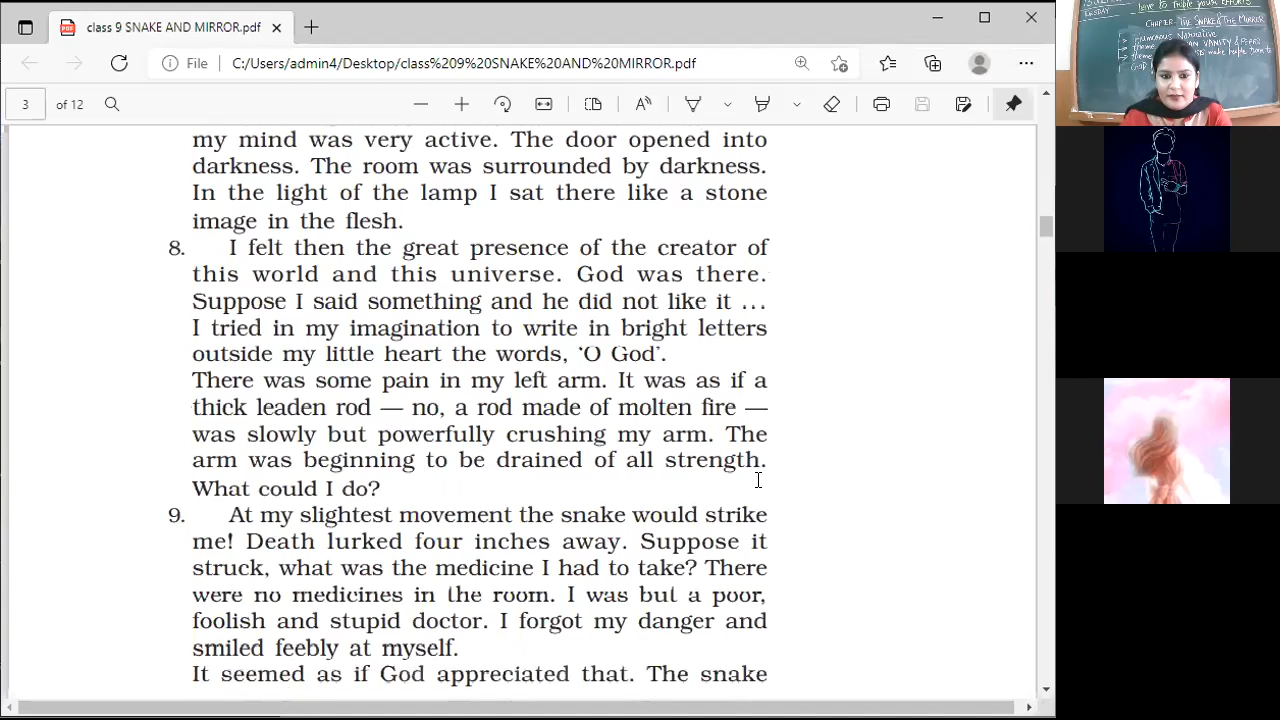 class 9 SNAKE AND MIRROR.pdf
File C:/Users/admin4/Desktop/class%209%20SNAKE%20AND%20MIRROR.pdf
3 of 12
my mind was very active. The door opened into
darkness. The room was surrounded by darkness.
In the light of the lamp I sat there like a stone
image in the flesh.
8. I felt then the great presence of the creator of
this world and this universe. God was there.
Suppose I said something and he did not like it ...
I tried in my imagination to write in bright letters
outside my little heart the words, 'O God'.
There was some pain in my left arm. It was as if a
thick leaden rod — no, a rod made of molten fire —
was slowly but powerfully crushing my arm. The
arm was beginning to be drained of all strength.
What could I do?
9. At my slightest movement the snake would strike
me! Death lurked four inches away. Suppose it
struck, what was the medicine I had to take? There
were no medicines in the room. I was but a poor,
foolish and stupid doctor. I forgot my danger and
smiled feebly at myself.
It seemed as if God appreciated that. The snake
CHAPTER THE SNAKE & THE MIRROR
HUMOROUS NARRATIVE
VANITY & FEARS